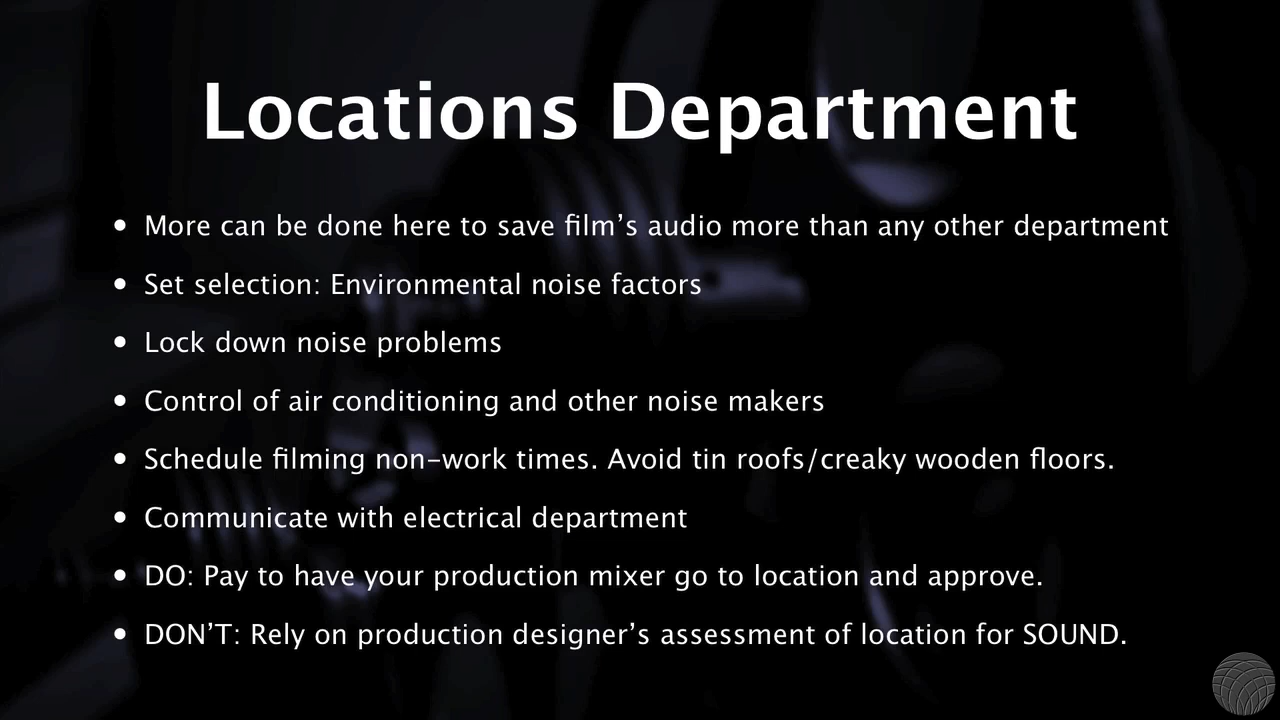 Locations Department
• More can be done here to save film’s audio more than any other department
• Set selection: Environmental noise factors
• Lock down noise problems
• Control of air conditioning and other noise makers
• Schedule filming non-work times. Avoid tin roofs/creaky wooden floors.
• Communicate with electrical department
• DO: Pay to have your production mixer go to location and approve.
• DON’T: Rely on production designer’s assessment of location for SOUND.